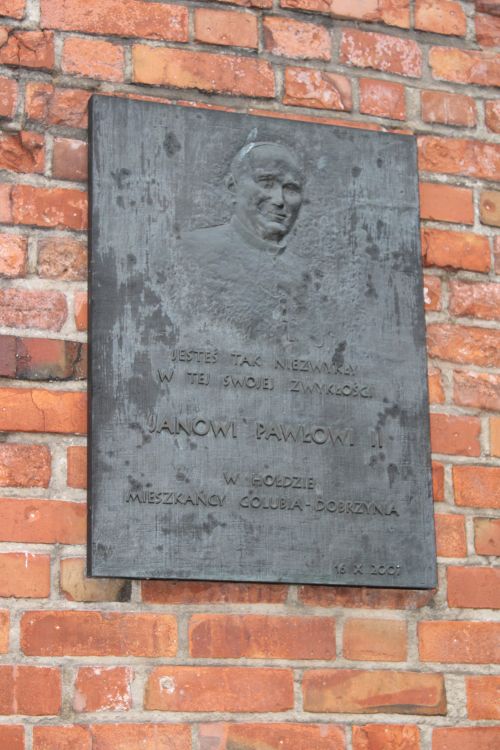 JESTEŚ TAK NIEZWYKŁY
W TEJ SWOJEJ ZWYKŁOŚCI
JANOWI PAWŁOWI II
W HOŁDZIE
MIESZKAŃCY GOLUBIA-DOBRZYNIA
16 X 2001